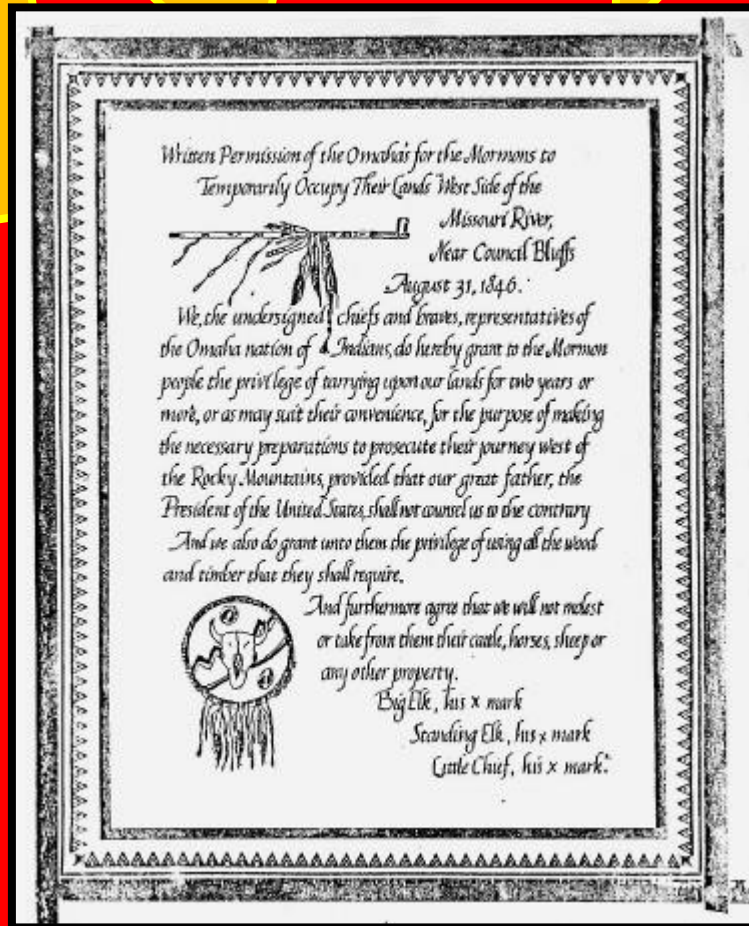 Written Permission of the Omaha's for the Mormons to
Temporarily Occupy Their Lands "West Side of the
Missouri River,
Near Council Bluffs
August 31, 1846.
We, the undersigned chiefs and braves, representatives of
the Omaha nation of Indians, do hereby grant to the Mormon
people the privilege of tarrying upon our lands for two years or
more, or as may suit their convenience, for the purpose of making
the necessary preparations to prosecute their journey west of
the Rocky Mountains, provided that our great father, the
President of the United States, shall not counsel us to the contrary
And we also do grant unto them the privilege of using all the wood
and timber that they shall require.
And furthermore agree that we will not molest
or take from them their cattle, horses, sheep or
any other property.
Big Elk, his x mark
Standing Elk, his x mark
Little Chief, his x mark."